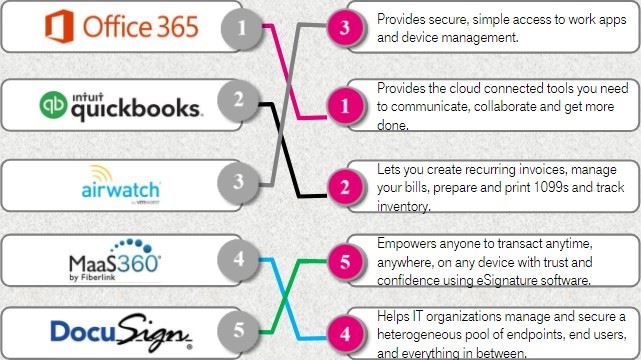 Office 365
1
3
Provides secure, simple access to work apps
and device management.
intuit
qb quickbooks.
2
1
Provides the cloud connected tools you need
to communicate, collaborate and get more
done.
airwatch
by vmware
3
2
Lets you create recurring invoices, manage
your bills, prepare and print 1099s and track
inventory.
MaaS360
by Fiberlink
4
5
Empowers anyone to transact anytime,
anywhere, on any device with trust and
confidence using eSignature software.
DocuSign®
5
4
Helps IT organizations manage and secure a
heterogeneous pool of endpoints, end users,
and everything in between.